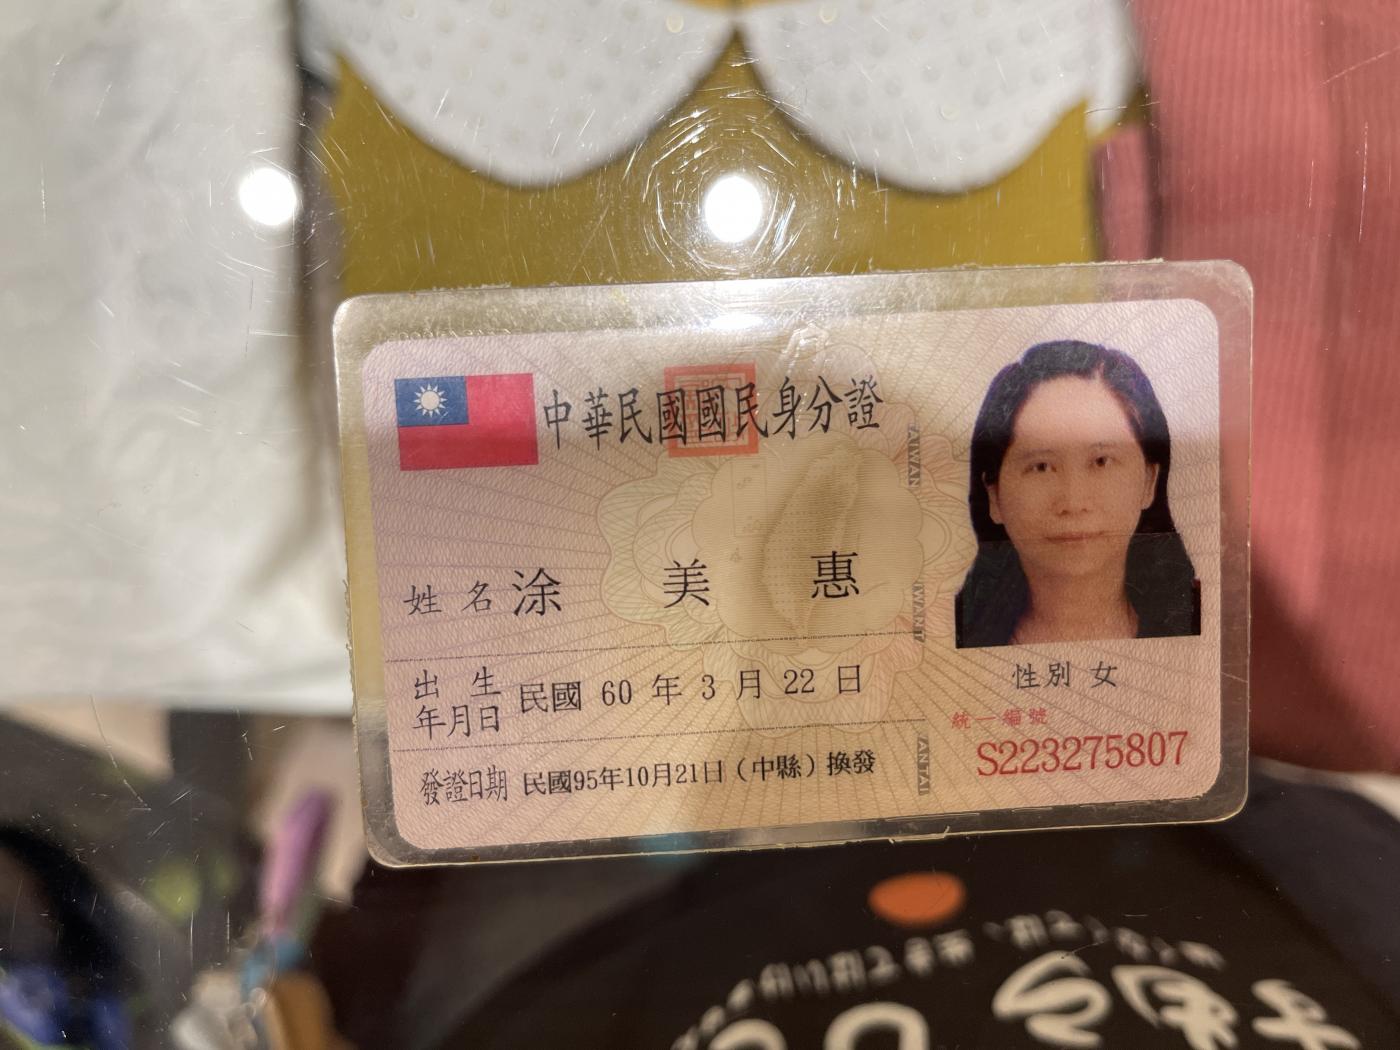 中華民國國民身分證
姓名 涂美惠
出生年月日 民國 60 年 3 月 22 日
發證日期 民國95年10月21日（中縣）換發
性別 女
統一編號
S223275807
TAIWAN